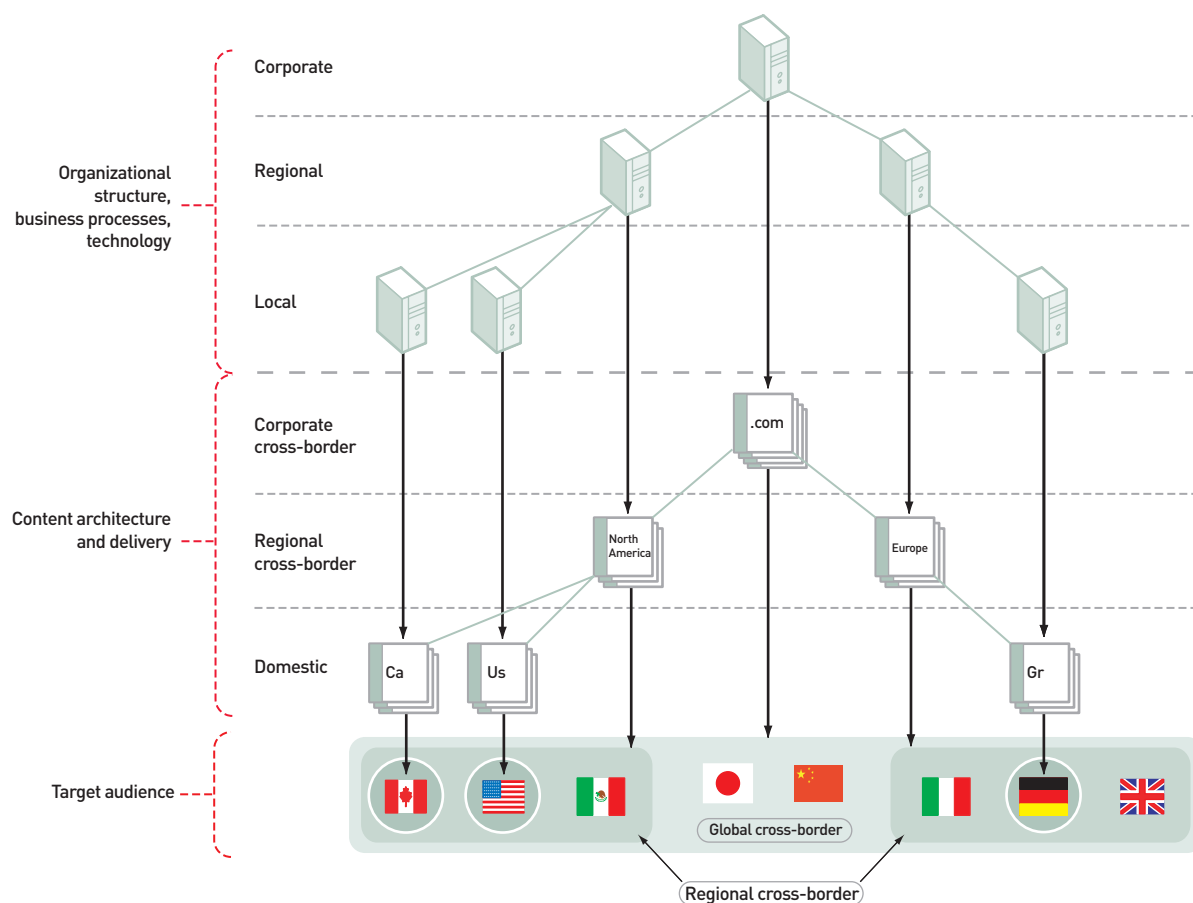 Corporate
Organizational
structure,
business processes,
technology
Regional
Local
Corporate
cross-border
.com
Content architecture
and delivery
Regional
cross-border
North
America
Europe
Domestic
Ca
Us
Gr
Target audience
Global cross-border
Regional cross-border